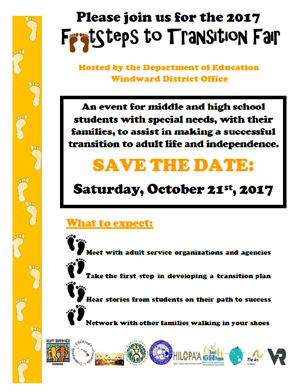 Please join us for the 2017
Footsteps to Transition Fair
Hosted by the Department of Education
Windward District Office
An event for middle and high school
students with special needs, with their
families, to assist in making a successful
transition to adult life and independence.
SAVE THE DATE:
Saturday, October 21st, 2017
What to expect:
Meet with adult service organizations and agencies
Take the first step in developing a transition plan
Hear stories from students on their path to success
Network with other families walking in your shoes
BEST BUDDIES
HILOPA'A
VR